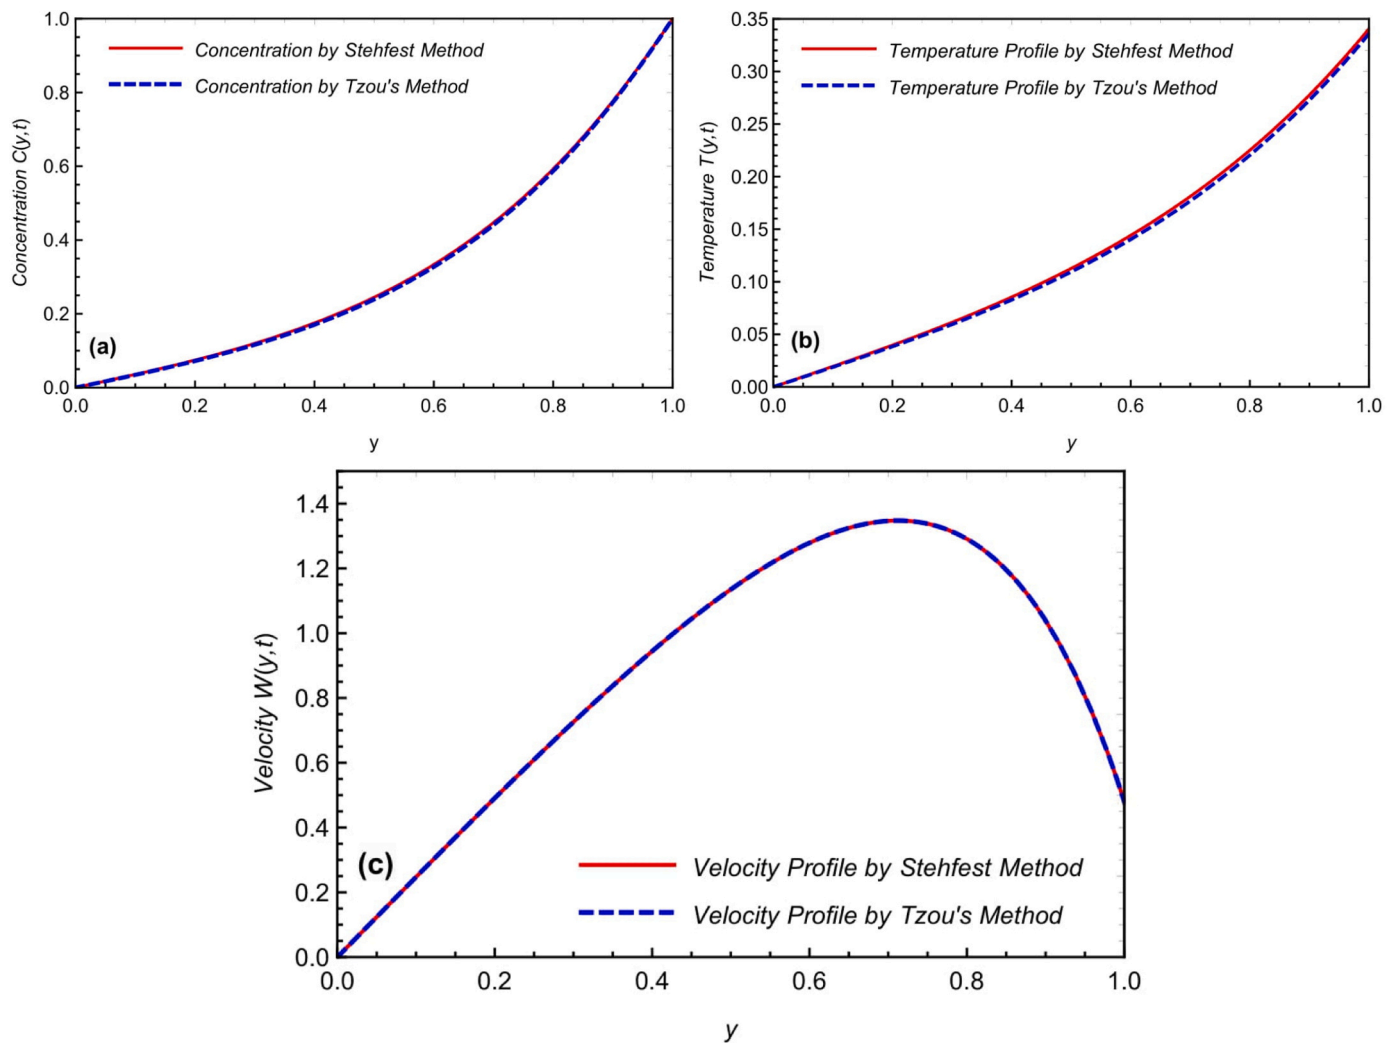 1.0
0.8
0.6
0.4
0.2
0.0
Concentration C(y,t)
Concentration by Stehfest Method
Concentration by Tzou's Method
(a)
0.0 0.2 0.4 0.6 0.8 1.0
y
0.35
0.30
0.25
0.20
0.15
0.10
0.05
0.00
Temperature T(y,t)
Temperature Profile by Stehfest Method
Temperature Profile by Tzou's Method
(b)
0.0 0.2 0.4 0.6 0.8 1.0
y
1.4
1.2
1.0
0.8
0.6
0.4
0.2
0.0
Velocity W(y,t)
(c)
Velocity Profile by Stehfest Method
Velocity Profile by Tzou's Method
0.0 0.2 0.4 0.6 0.8 1.0
y